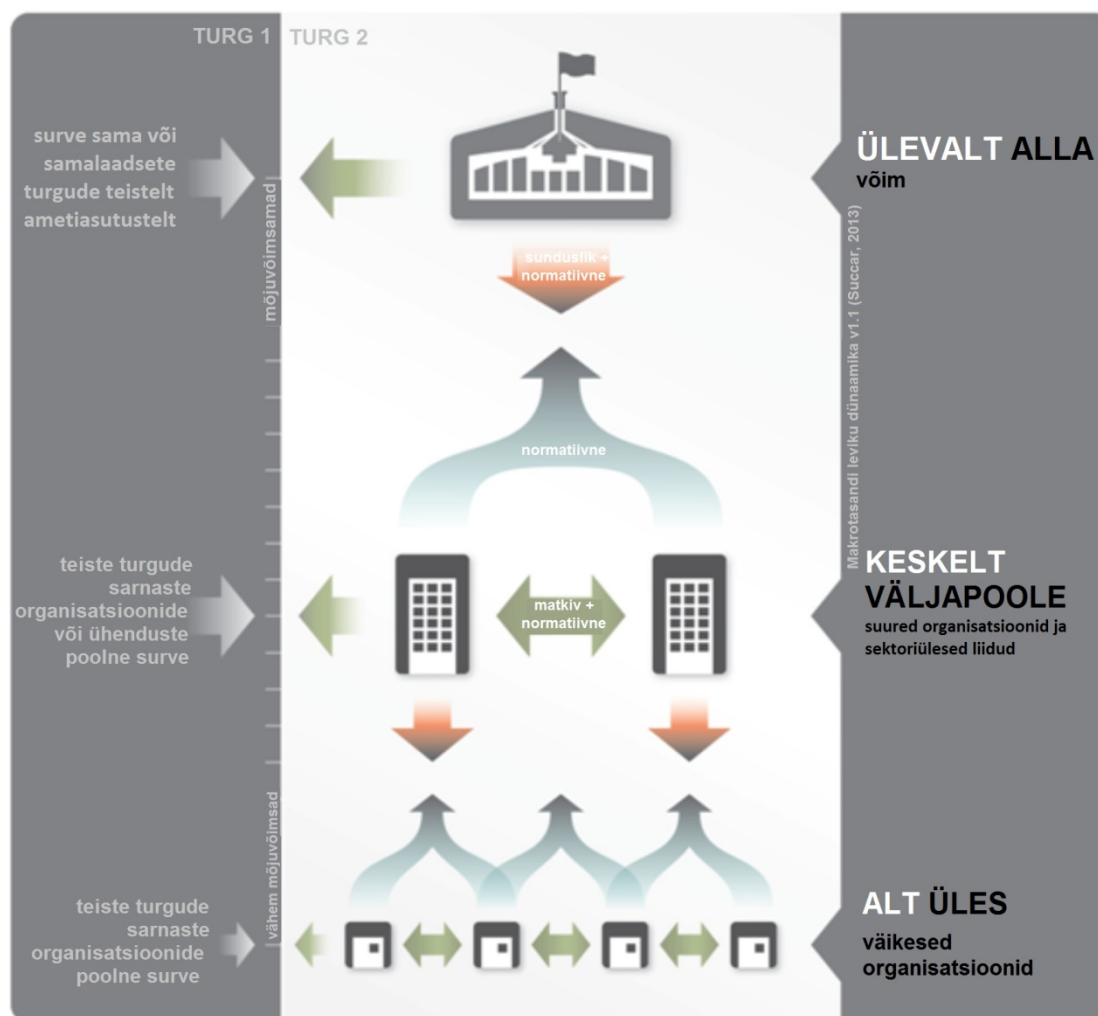 TURG 1
TURG 2
surve sama või
samalaadsete
turgude teistelt
ametiasutustelt
mõjuvõimsamad
sunduslik +
normatiivne
ÜLEVALT ALLA
võim
Makrotasandi leviku dünaamika v1.1 (Succar, 2013)
normatiivne
teiste turgude
sarnaste
organisatsioonide
või ühenduste
poolne surve
matkiv +
normatiivne
KESKELT
VÄLJAPOOLE
suured organisatsioonid ja
sektoriülesed liidud
vähem mõjuvõimsad
teiste turgude
sarnaste
organisatsioonide
poolne surve
ALT ÜLES
väikesed
organisatsioonid